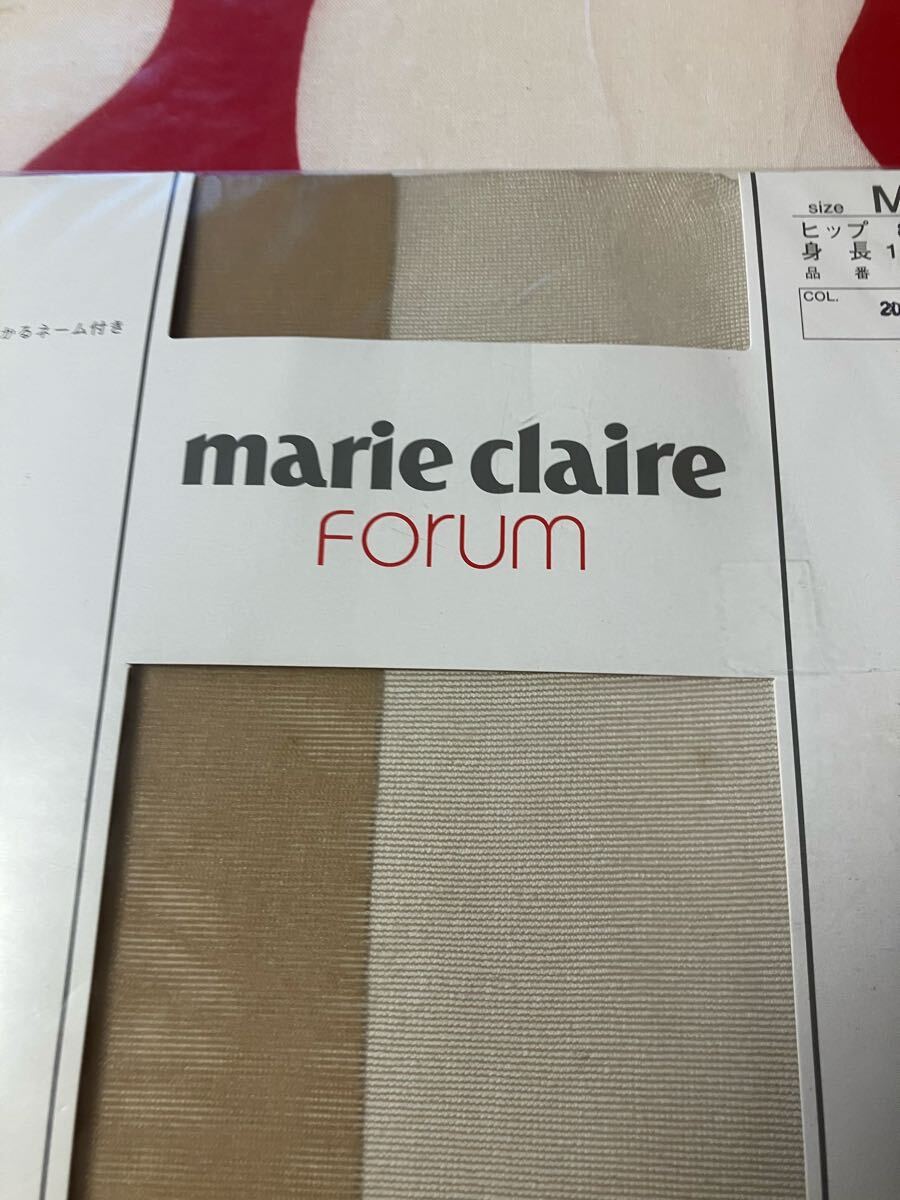 size M
ヒップ 8
身長 1
品番
COL.
20
かるネーム付き
marie claire
Forum